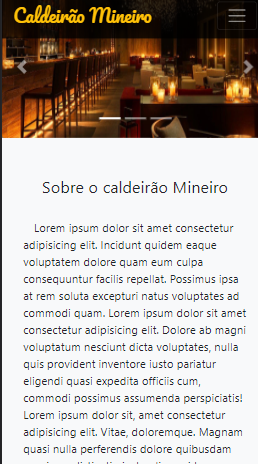 Caldeirão Mineiro
Sobre o caldeirão Mineiro
Lorem ipsum dolor sit amet consectetur
adipisicing elit. Incidunt quidem eaque
voluptatem dolore quam eum culpa
consequuntur facilis repellat. Possimus ipsa
at rem soluta excepturi natus voluptates ad
commodi quam. Lorem ipsum dolor sit amet
consectetur adipisicing elit. Dolore ab magni
voluptatum nesciunt dicta voluptates, nulla
quis provident inventore iusto pariatur
eligendi quasi expedita officiis cum,
commodi possimus assumenda perspiciatis!
Lorem ipsum dolor sit, amet consectetur
adipisicing elit. Vitae, doloremque. Magnam
quasi nulla perferendis dolore quibusdam